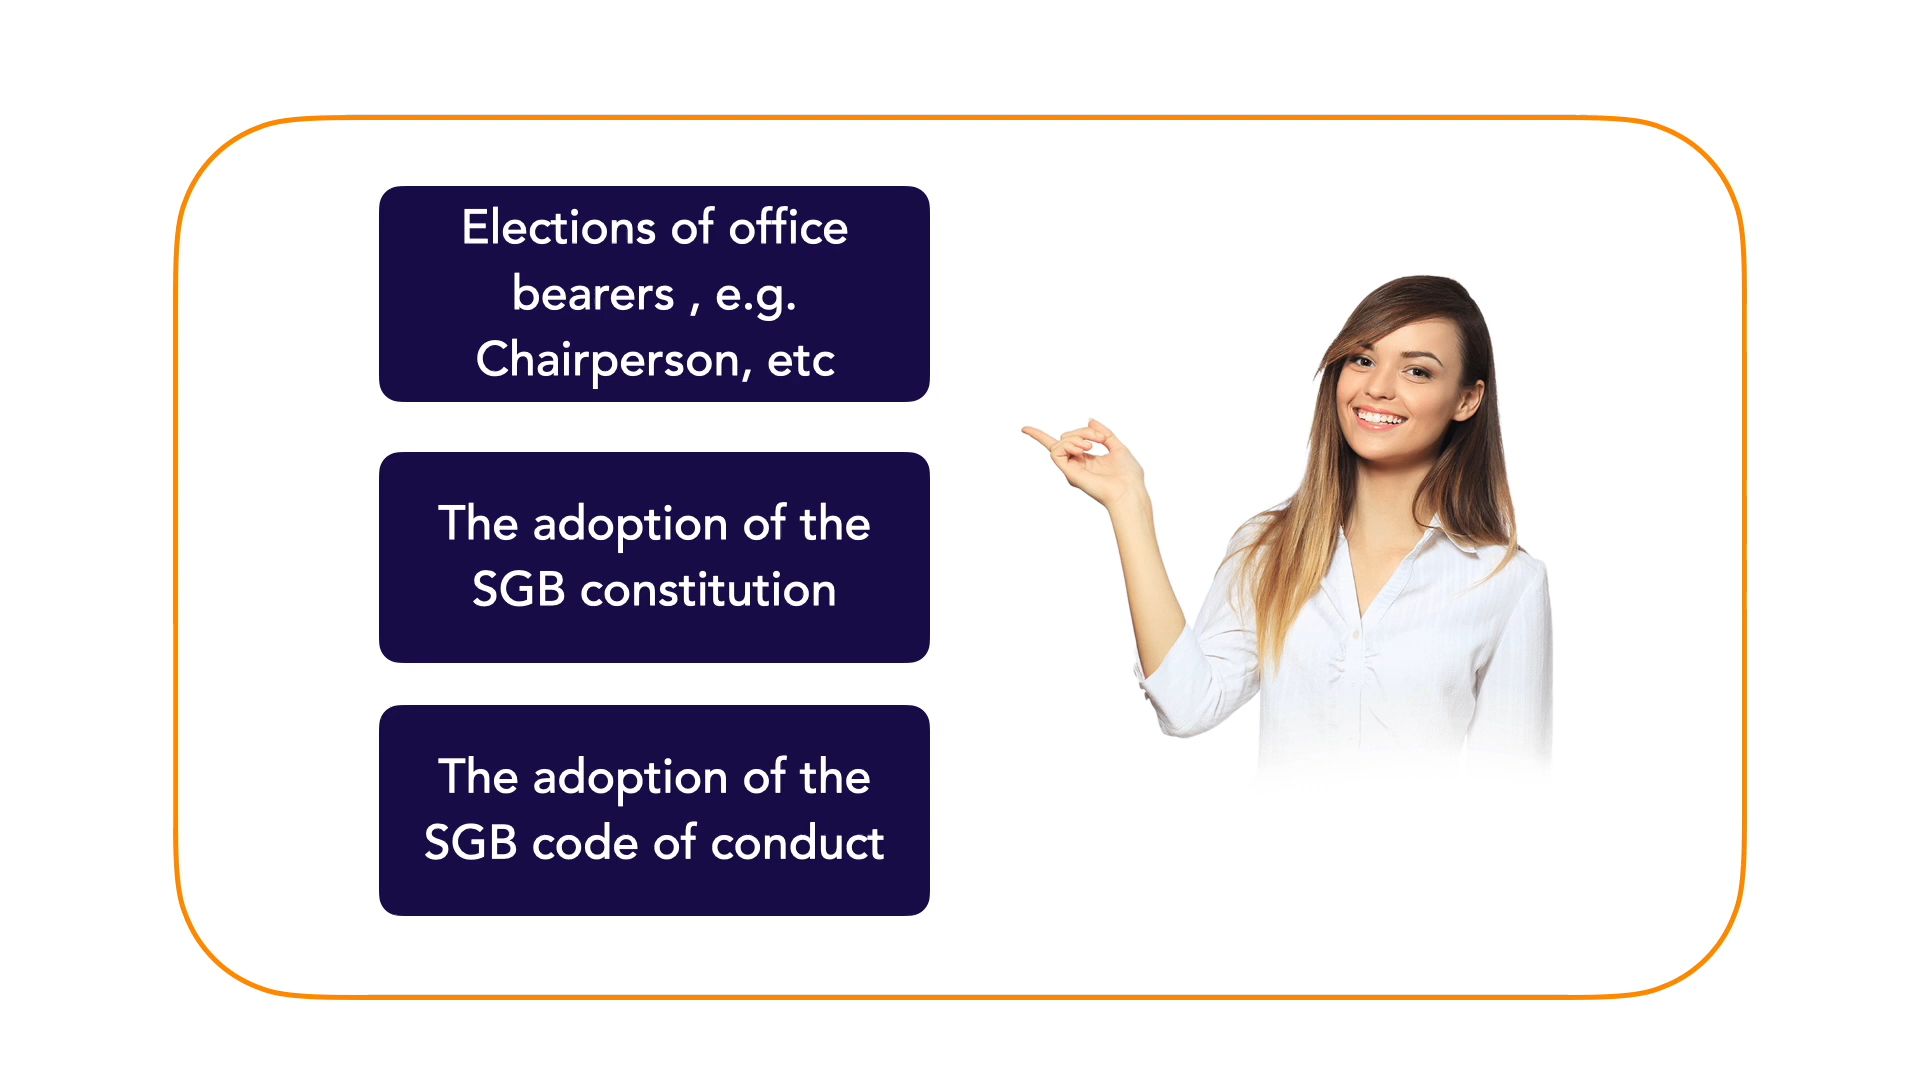 Elections of office
bearers , e.g.
Chairperson, etc
The adoption of the
SGB constitution
The adoption of the
SGB code of conduct